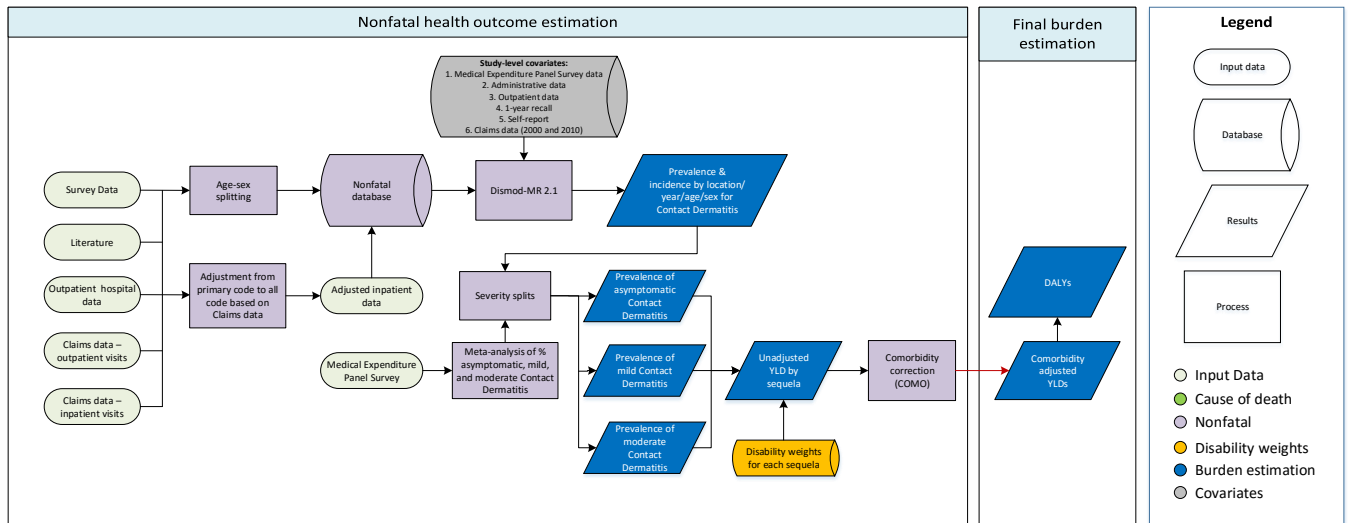 Nonfatal health outcome estimation
Final burden
estimation
Legend
Study-level covariates:
1. Medical Expenditure Panel Survey data
2. Administrative data
3. Outpatient data
4. 1-year recall
5. Self-report
6. Claims data (2000 and 2010)
Survey Data
Age-sex
splitting
Nonfatal
database
Dismod-MR 2.1
Prevalence &
incidence by location/
year/age/sex for
Contact Dermatitis
Literature
Outpatient hospital
data
Adjustment from
primary code to all
code based on
Claims data
Adjusted inpatient
data
Severity splits
Prevalence of
asymptomatic
Contact
Dermatitis
Claims data –
outpatient visits
Medical Expenditure
Panel Survey
Meta-analysis of %
asymptomatic, mild,
and moderate Contact
Dermatitis
Prevalence of
mild Contact
Dermatitis
Unadjusted
YLD by
sequela
Comorbidity
correction
(COMO)
Claims data –
inpatient visits
Prevalence of
moderate
Contact
Dermatitis
Disability weights
for each sequela
DALYs
Comorbidity
adjusted
YLDs
Input data
Database
Results
Process
Input Data
Cause of death
Nonfatal
Disability weights
Burden estimation
Covariates